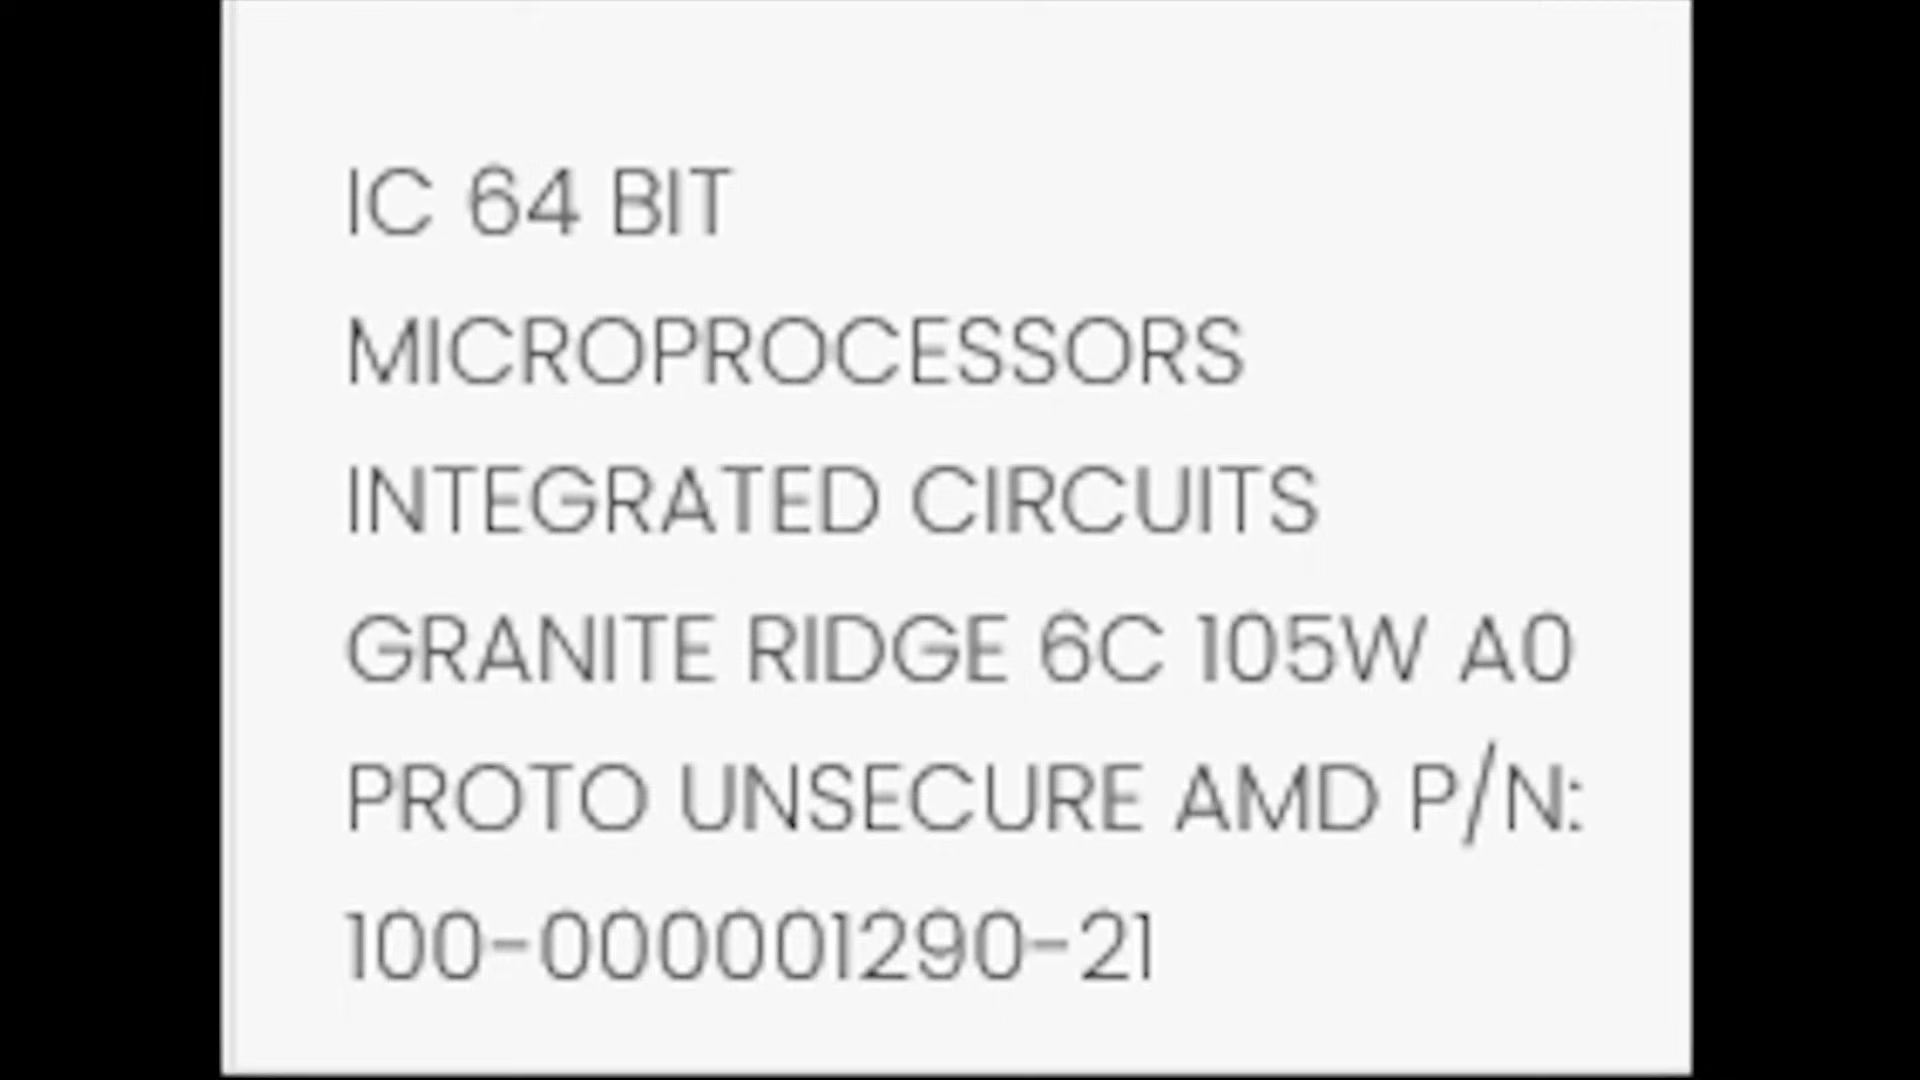 IC 64 BIT
MICROPROCESSORS
INTEGRATED CIRCUITS
GRANITE RIDGE 6C 105W A0
PROTO UNSECURE AMD P/N:
100-000001290-21